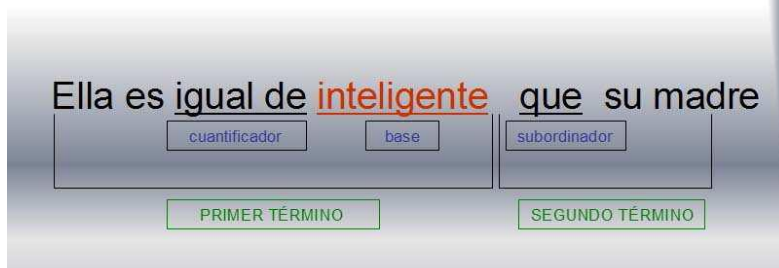 Ella es igual de inteligente que su madre
cuantificador base subordinador
PRIMER TÉRMINO SEGUNDO TÉRMINO